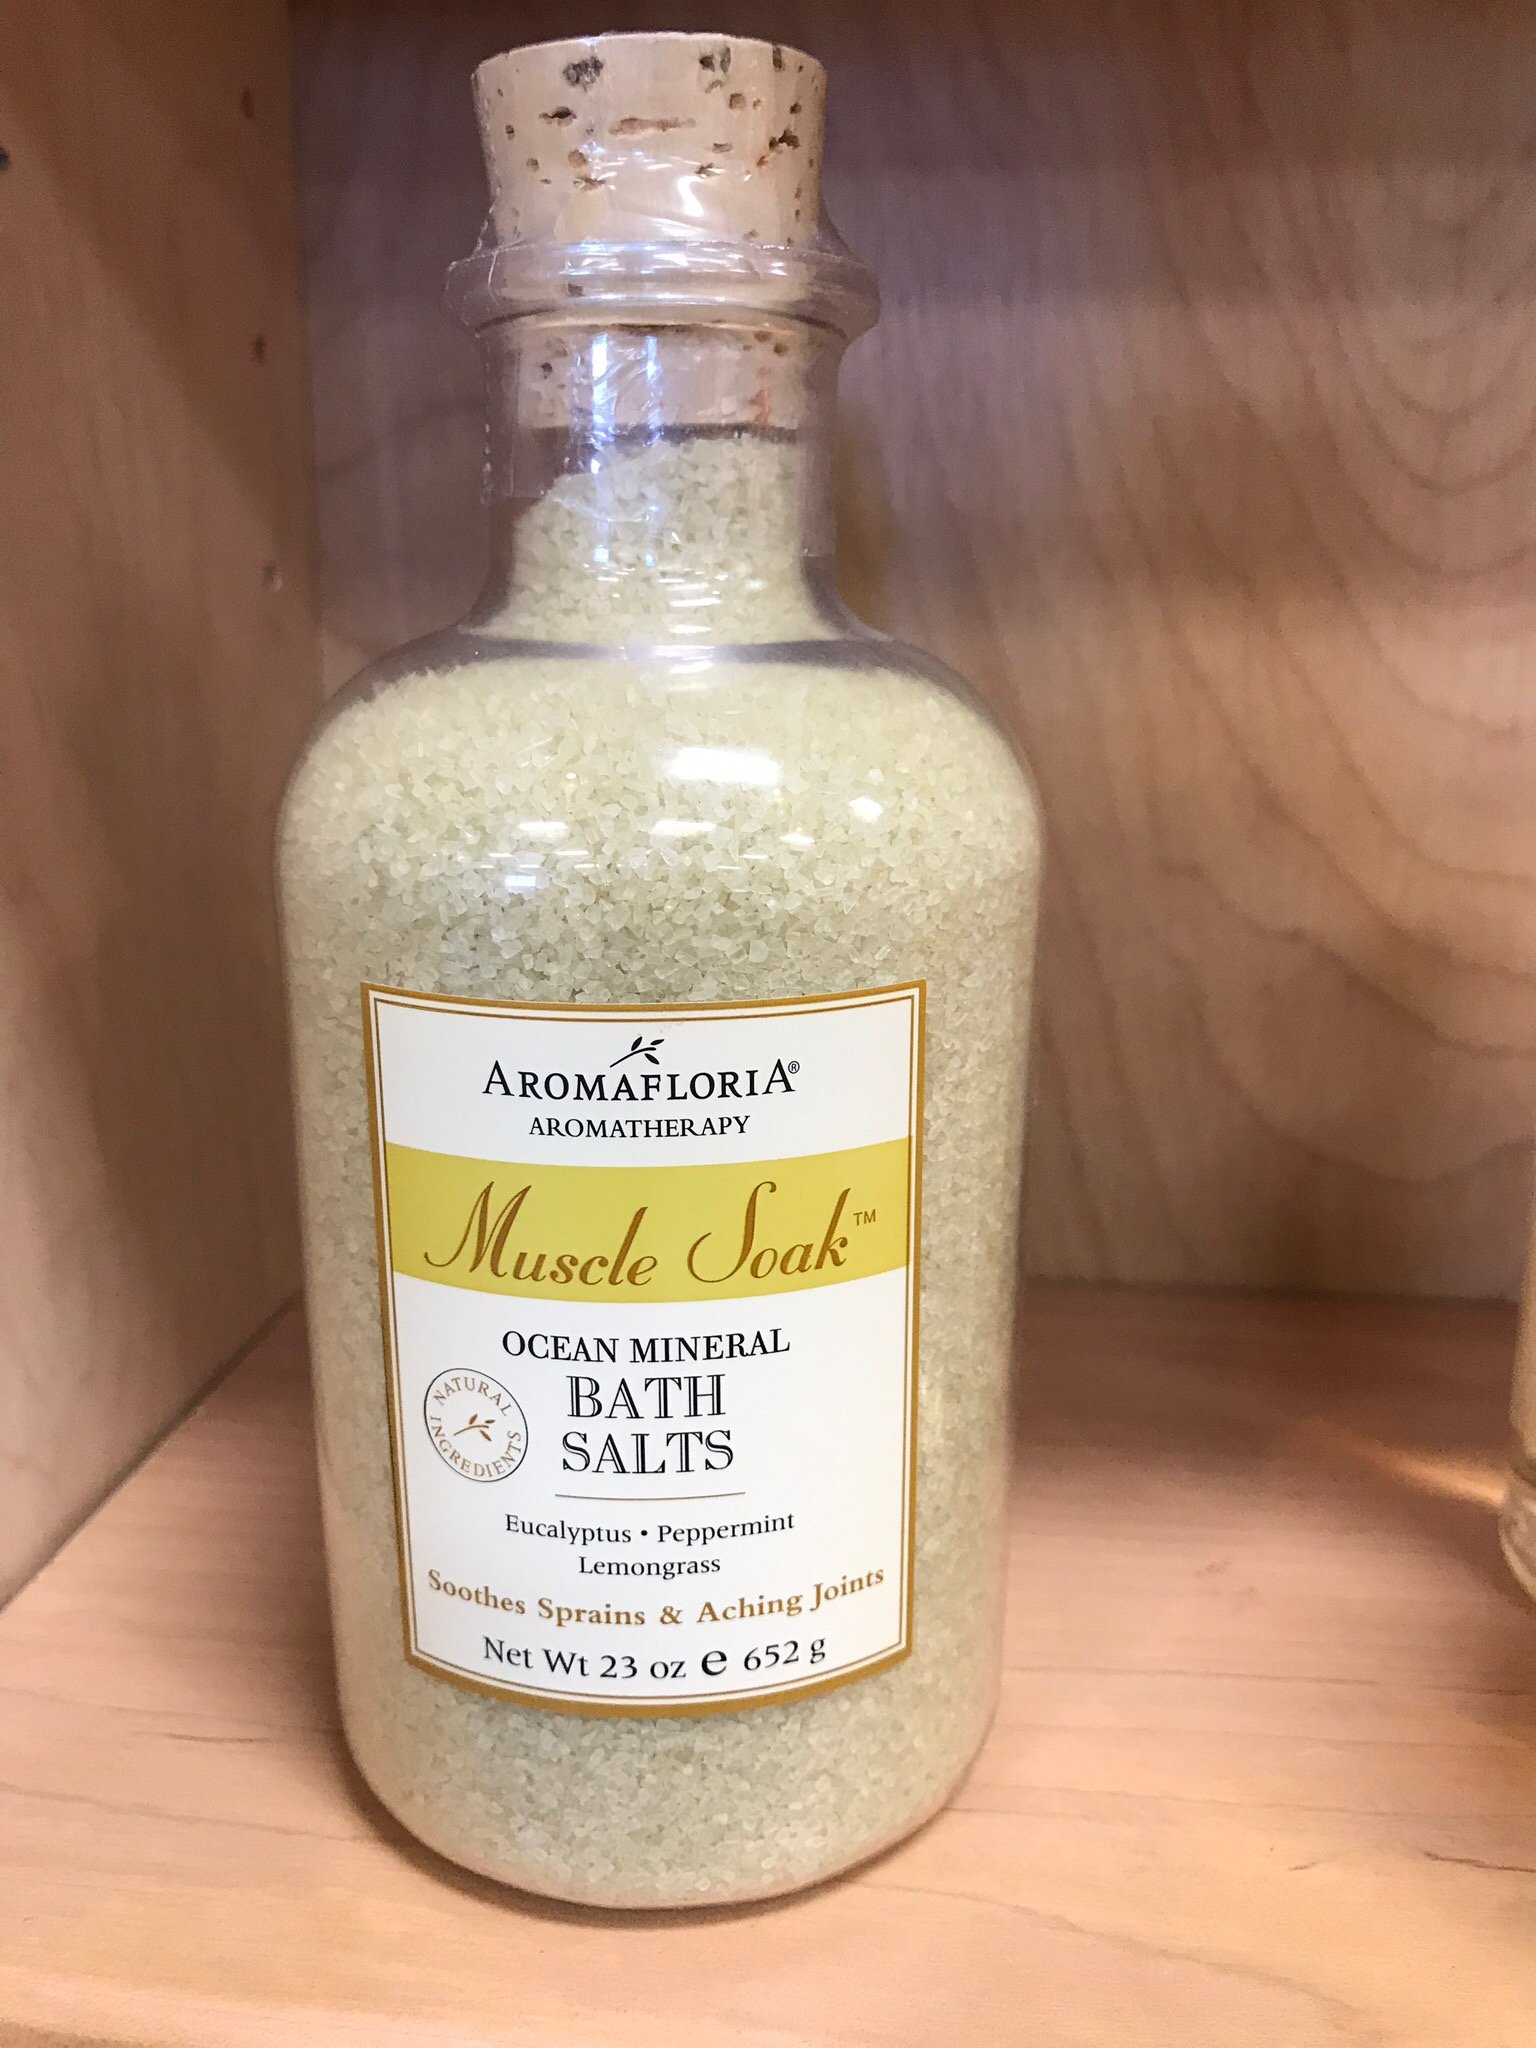 AROMAFLORIA®
AROMATHERAPY
Muscle Soak™
OCEAN MINERAL
BATH
SALTS
NATURAL INGREDIENTS
Eucalyptus • Peppermint
Lemongrass
Soothes Sprains & Aching Joints
Net Wt 23 oz e 652 g